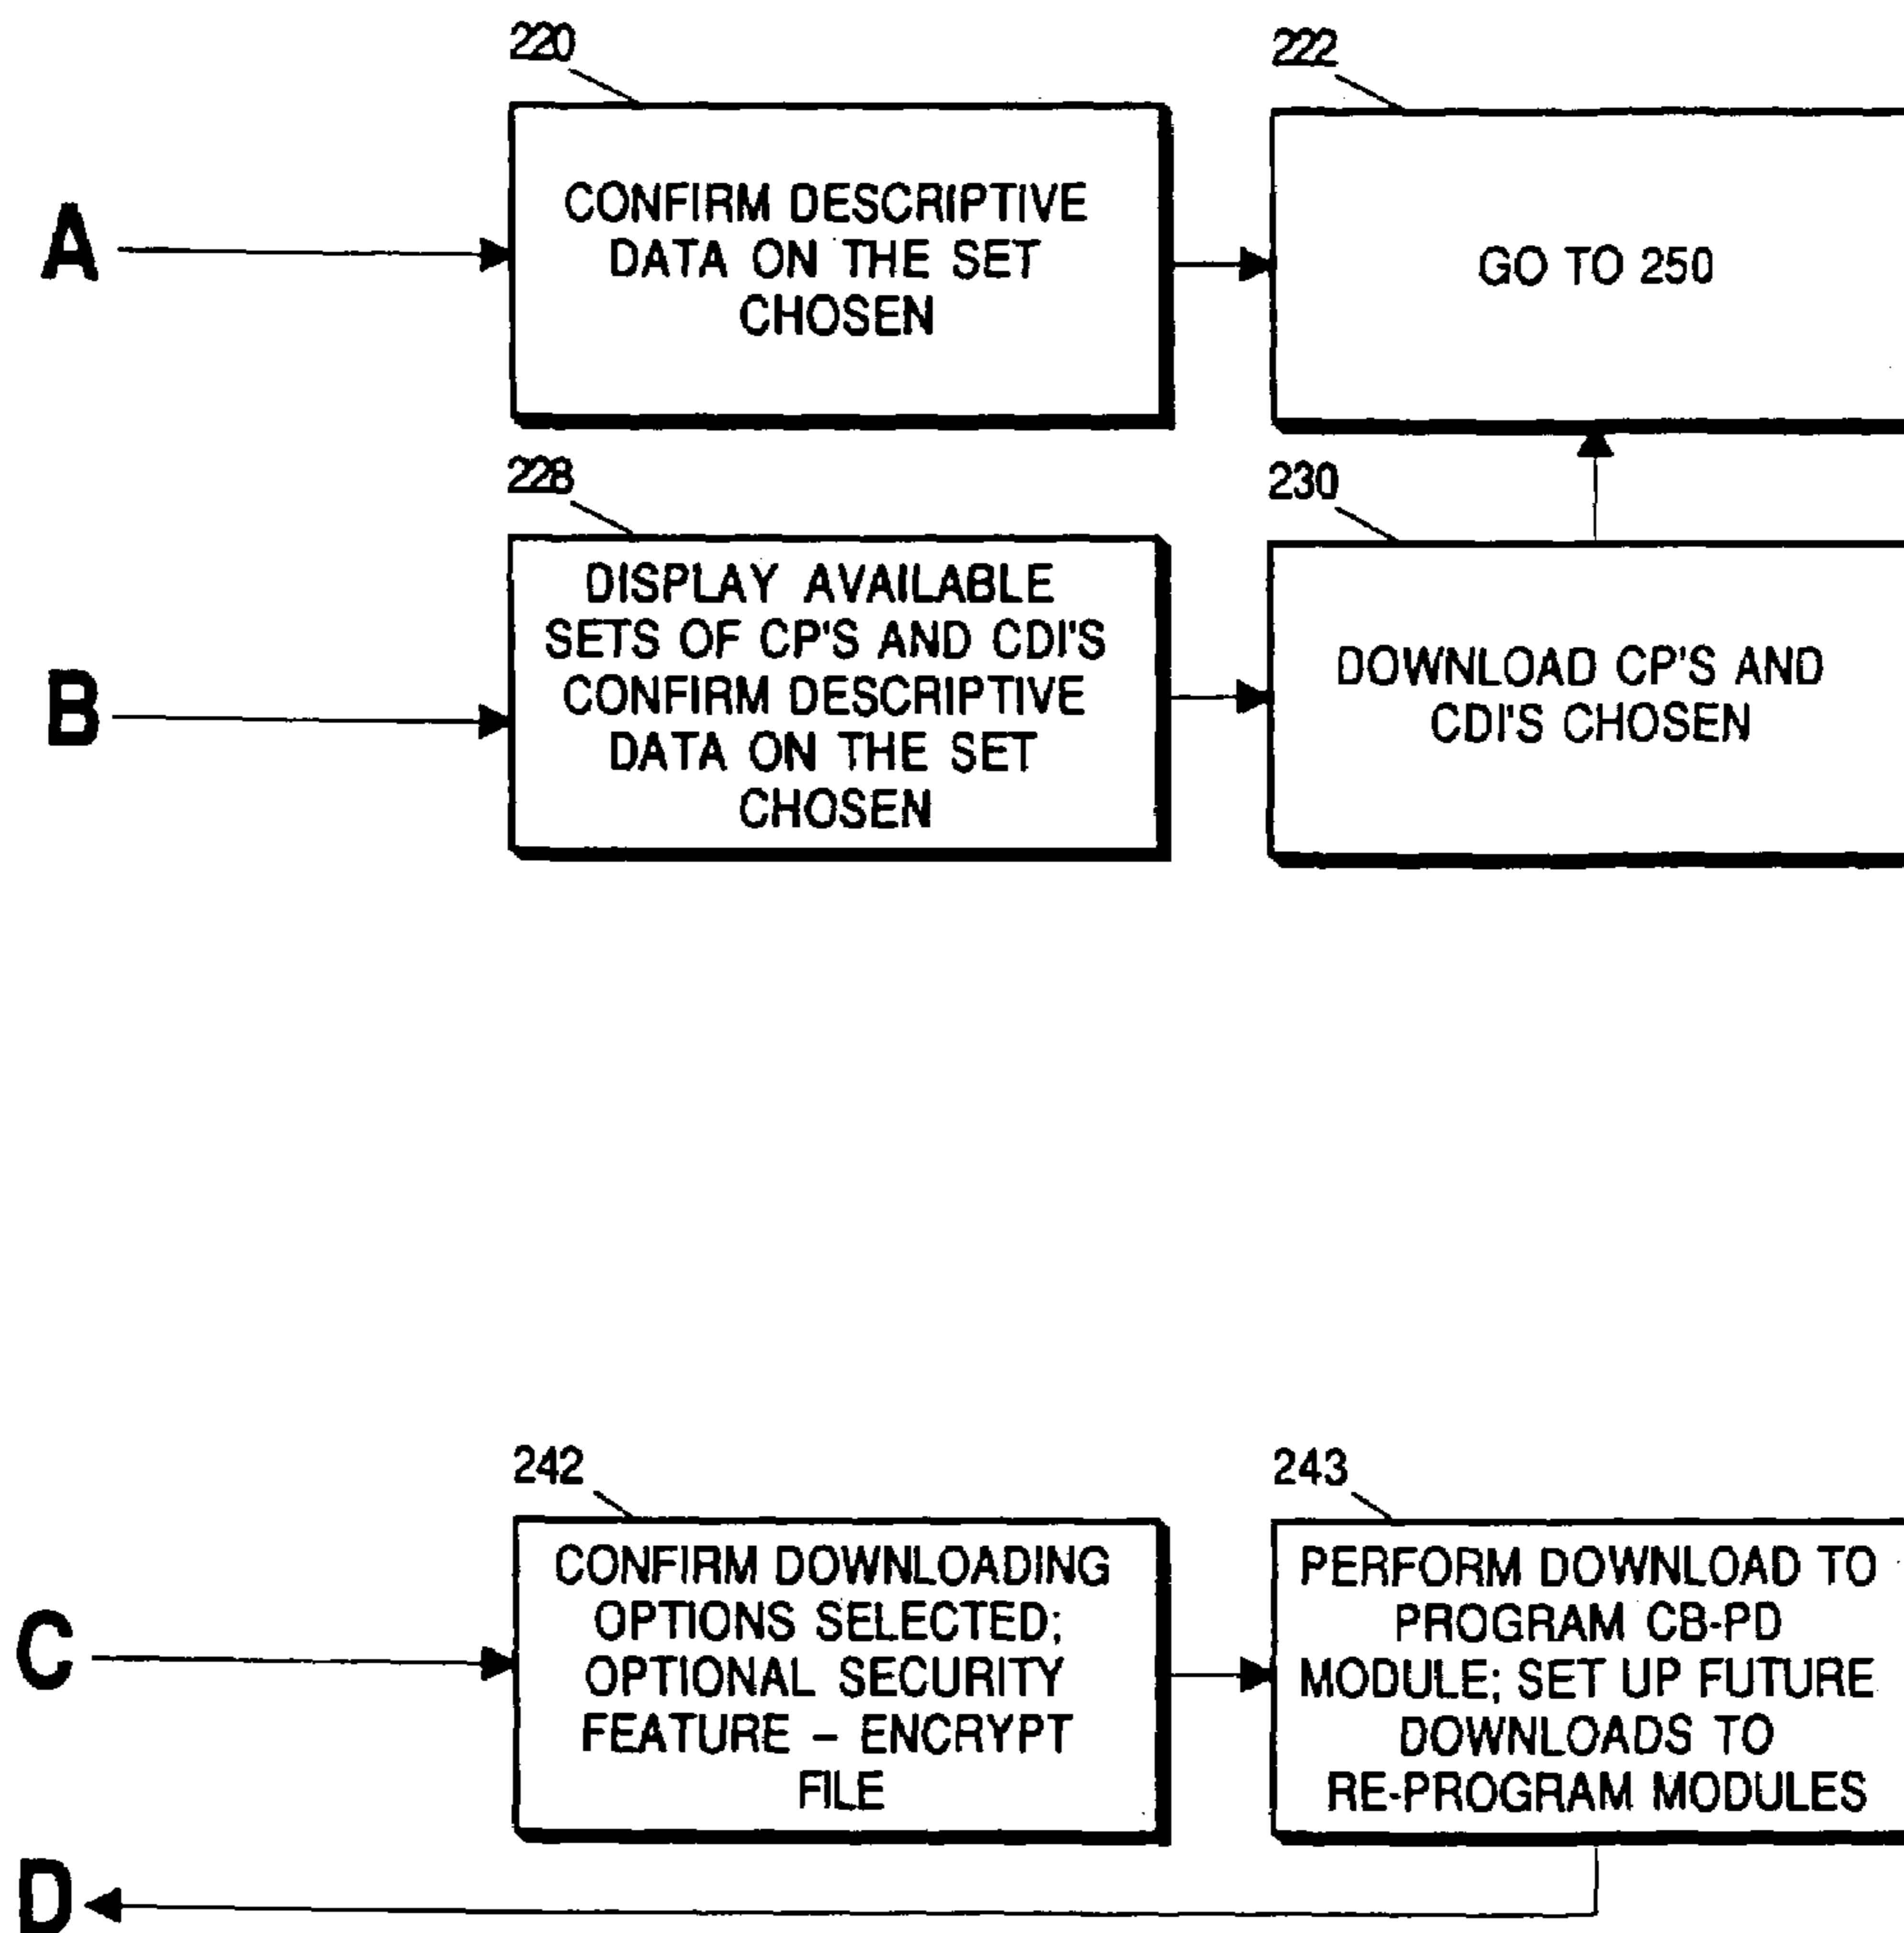 220
222
A
CONFIRM DESCRIPTIVE
DATA ON THE SET
CHOSEN
GO TO 250
228
230
B
DISPLAY AVAILABLE
SETS OF CP'S AND CDI'S
CONFIRM DESCRIPTIVE
DATA ON THE SET
CHOSEN
DOWNLOAD CP'S AND
CDI'S CHOSEN
242
243
C
CONFIRM DOWNLOADING
OPTIONS SELECTED;
OPTIONAL SECURITY
FEATURE – ENCRYPT
FILE
PERFORM DOWNLOAD TO
PROGRAM CB-PD
MODULE; SET UP FUTURE
DOWNLOADS TO
RE-PROGRAM MODULES
D